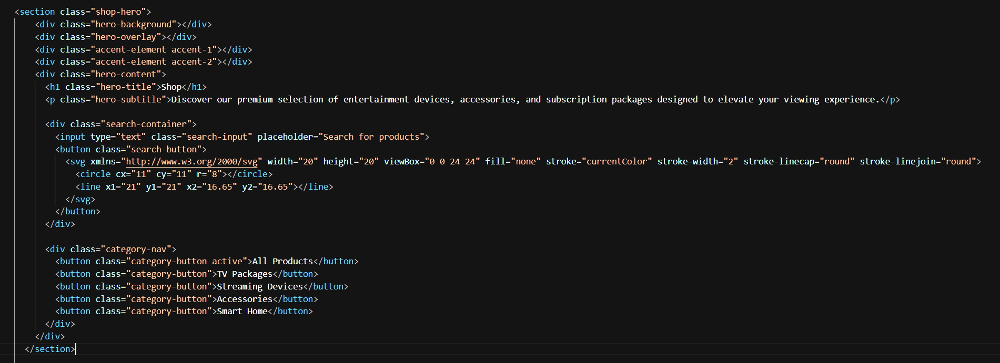 <section class="shop-hero">
<div class="hero-background"></div>
<div class="hero-overlay"></div>
<div class="accent-element accent-1"></div>
<div class="accent-element accent-2"></div>
<div class="hero-content">
<h1 class="hero-title">Shop</h1>
<p class="hero-subtitle">Discover our premium selection of entertainment devices, accessories, and subscription packages designed to elevate your viewing experience.</p>
<div class="search-container">
<input type="text" class="search-input" placeholder="Search for products">
<button class="search-button">
<svg xmlns="http://www.w3.org/2000/svg" width="20" height="20" viewBox="0 0 24 24" fill="none" stroke="currentColor" stroke-width="2" stroke-linecap="round" stroke-linejoin="round">
<circle cx="11" cy="11" r="8"></circle>
<line x1="21" y1="21" x2="16.65" y2="16.65"></line>
</svg>
</button>
</div>
<div class="category-nav">
<button class="category-button active">All Products</button>
<button class="category-button">TV Packages</button>
<button class="category-button">Streaming Devices</button>
<button class="category-button">Accessories</button>
<button class="category-button">Smart Home</button>
</div>
</div>
</section>